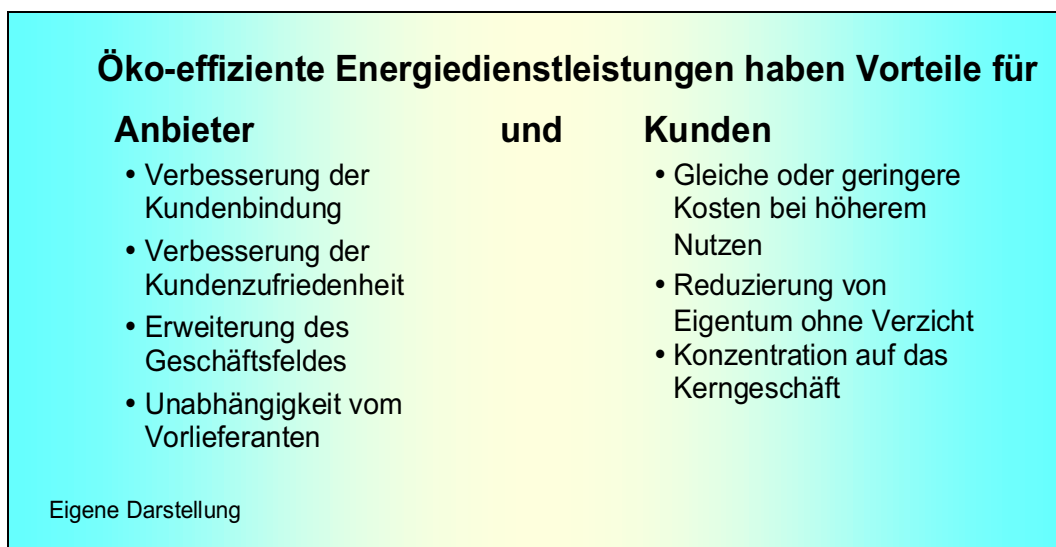 Öko-effiziente Energiedienstleistungen haben Vorteile für
Anbieter und Kunden
• Verbesserung der
Kundenbindung
• Verbesserung der
Kundenzufriedenheit
• Erweiterung des
Geschäftsfeldes
• Unabhängigkeit vom
Vorlieferanten
• Gleiche oder geringere
Kosten bei höherem
Nutzen
• Reduzierung von
Eigentum ohne Verzicht
• Konzentration auf das
Kerngeschäft
Eigene Darstellung